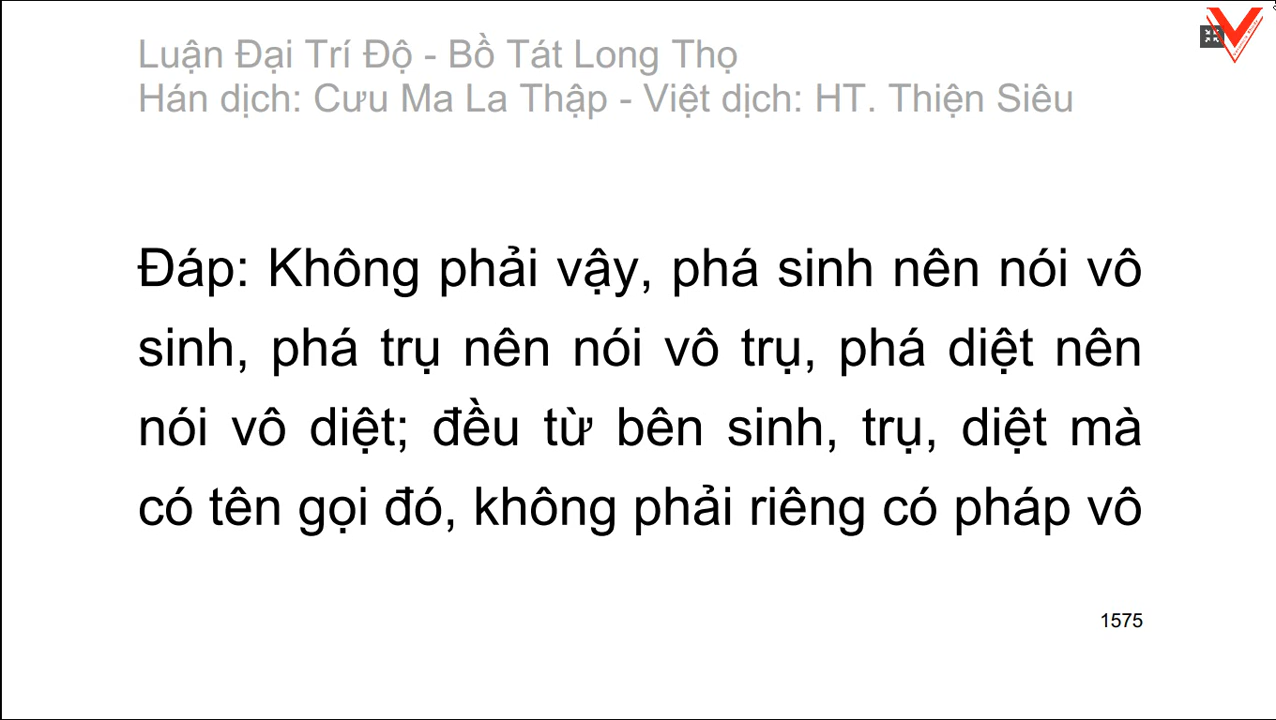 Luận Đại Trí Độ - Bồ Tát Long Thọ
Hán dịch: Cưu Ma La Thập - Việt dịch: HT. Thiện Siêu
Đáp: Không phải vậy, phá sinh nên nói vô
sinh, phá trụ nên nói vô trụ, phá diệt nên
nói vô diệt; đều từ bên sinh, trụ, diệt mà
có tên gọi đó, không phải riêng có pháp vô
1575